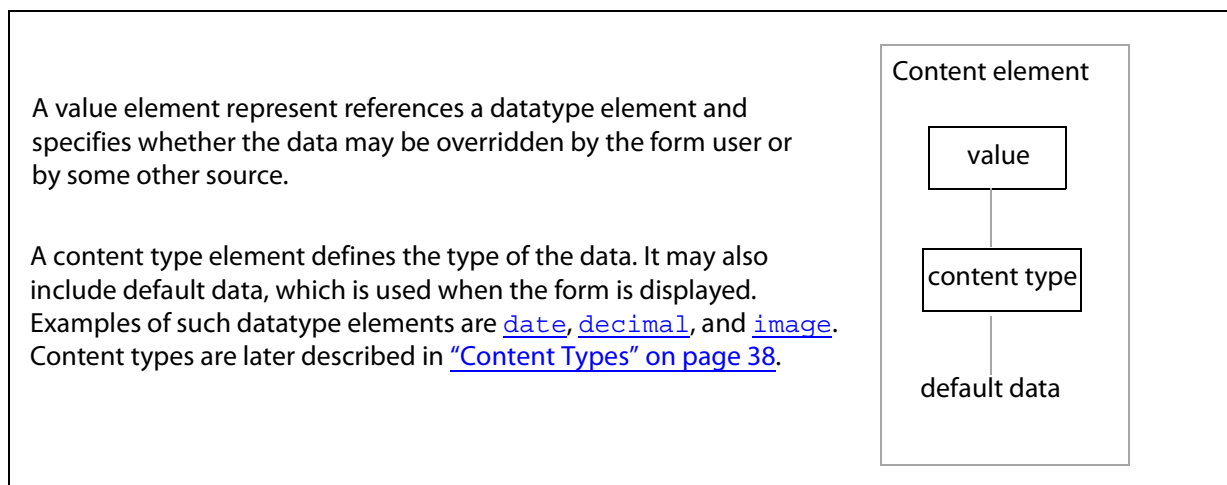 A value element represent references a datatype element and
specifies whether the data may be overridden by the form user or
by some other source.
A content type element defines the type of the data. It may also
include default data, which is used when the form is displayed.
Examples of such datatype elements are date, decimal, and image.
Content types are later described in “Content Types” on page 38.
Content element
value
content type
default data